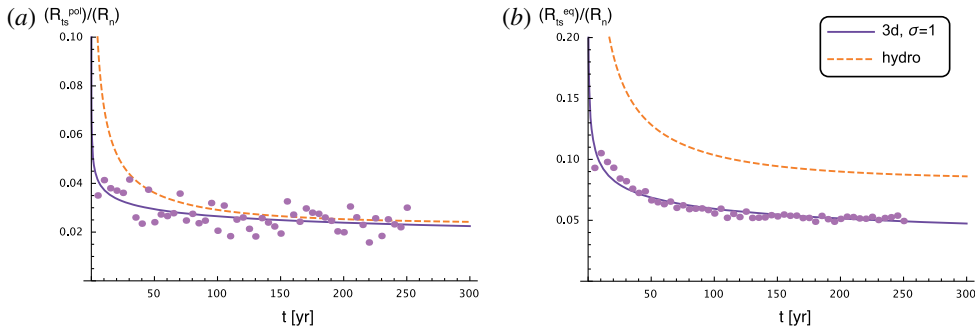 (a) (R_ts^pol)/(R_n)
0.10
0.08
0.06
0.04
0.02
50 100 150 200 250 300
t [yr]
(b) (R_ts^eq)/(R_n)
0.20
0.15
0.10
0.05
50 100 150 200 250 300
t [yr]
3d, σ=1
hydro